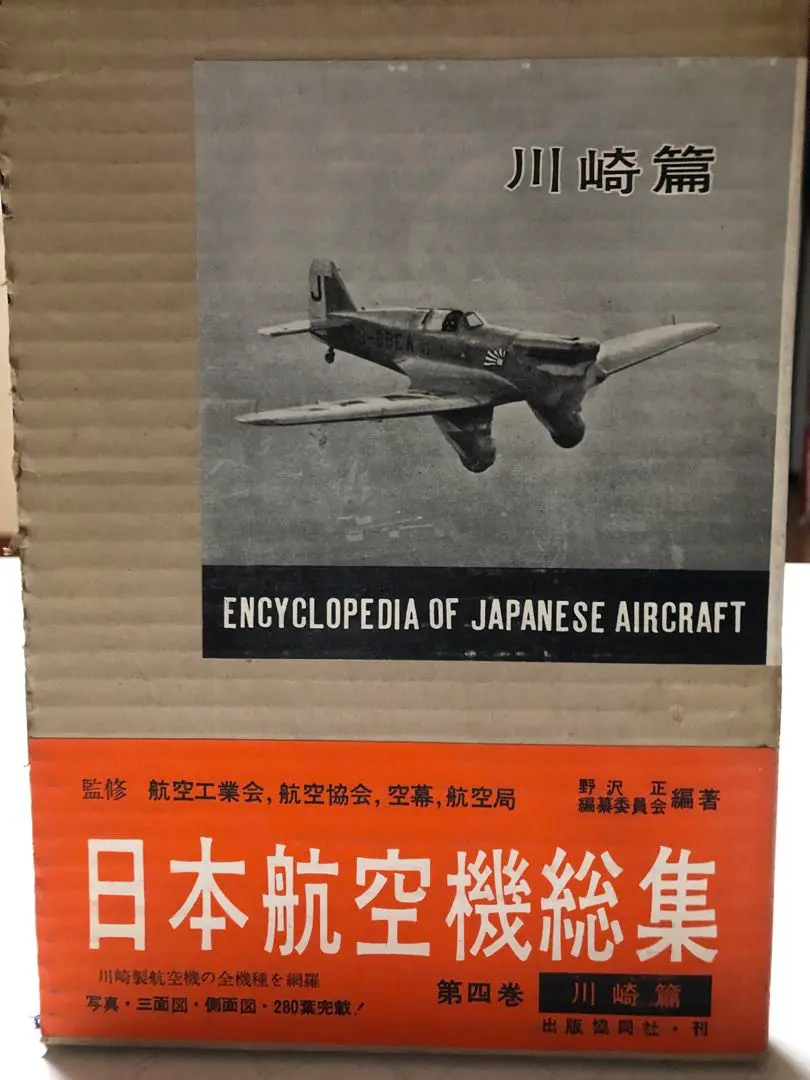 川崎篇
J
ENCYCLOPEDIA OF JAPANESE AIRCRAFT
監修 航空工業会,航空協会,空幕,航空局
野沢 正
編纂委員会 編著
日本航空機総集
川崎製航空機の全機種を網羅
写真・三面図・側面図・280葉完載!
第四巻 川崎篇
出版協同社・刊